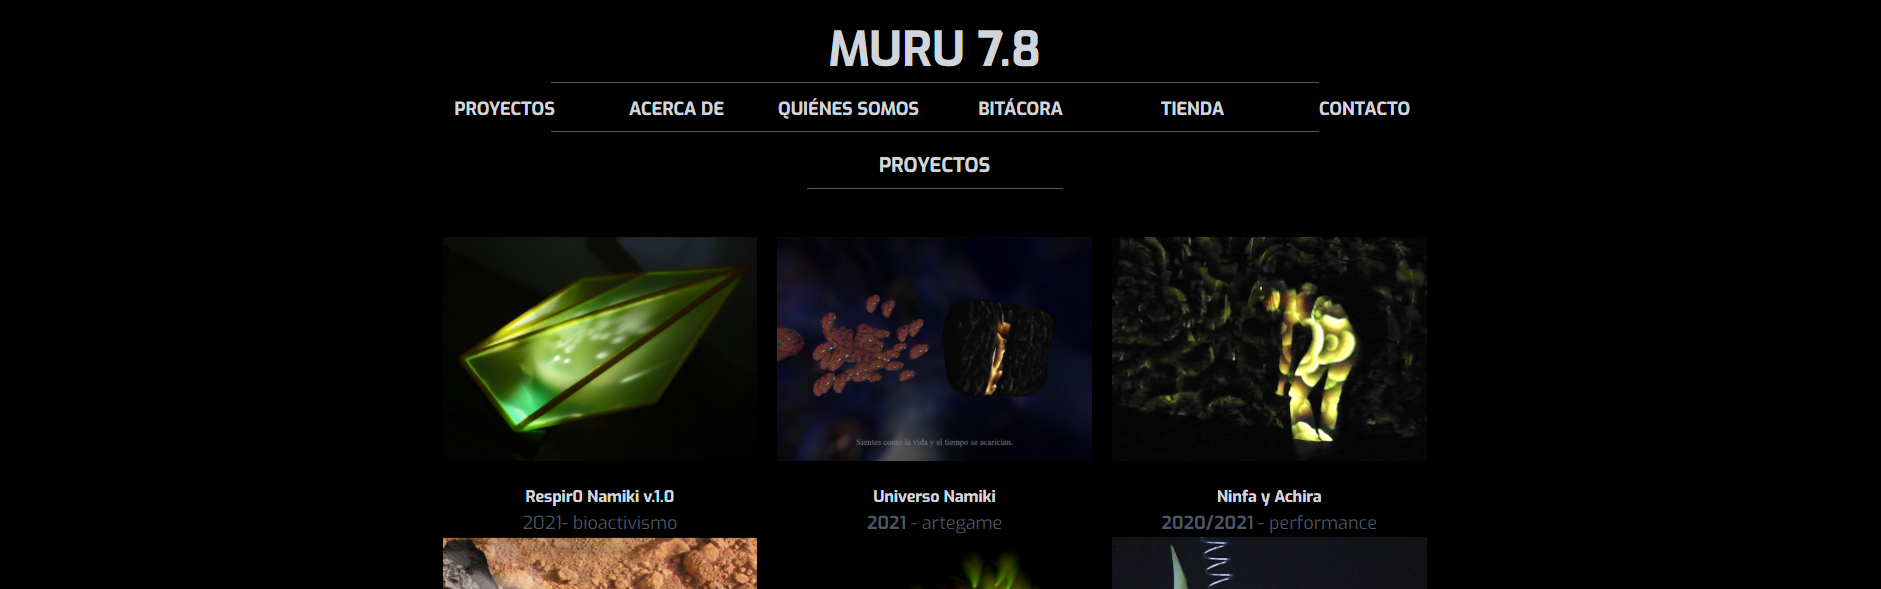 MURU 7.8
PROYECTOS ACERCA DE QUIÉNES SOMOS BITÁCORA TIENDA CONTACTO
PROYECTOS
Sientes como la vida y el tiempo se acarician.
RespirO Namiki v.1.0 Universo Namiki Ninfa y Achira
2021- bioactivismo 2021 - artegame 2020/2021 - performance